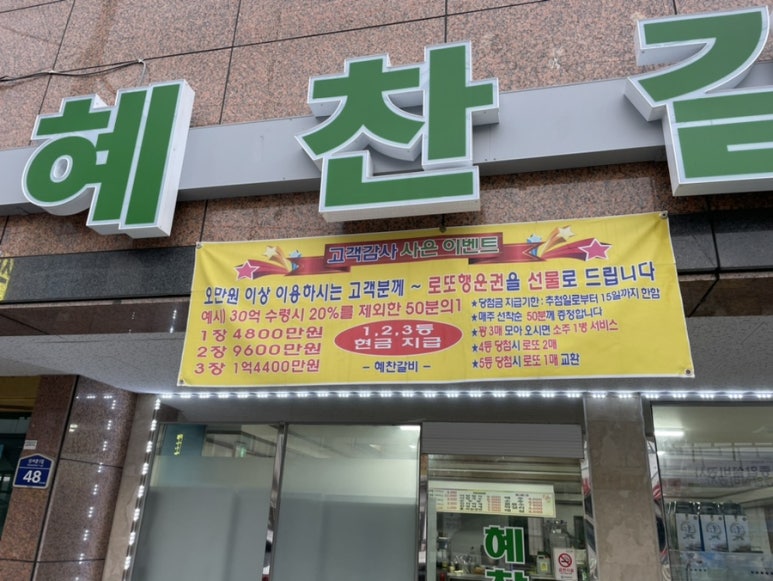 혜찬갈
고객감사 사은 이벤트
오만원 이상 이용하시는 고객분께 ~ 로또행운권을 선물로 드립니다
예시) 30억 수령시 20%를 제외한 50분의1
1장 4800만원
2장 9600만원
3장 1억4400만원
1,2,3등
현금 지급
- 혜찬갈비 -
★당첨금 지급기한 : 추첨일로부터 15일까지 한함
★매주 선착순 50분께 증정합니다
★꽝 3매 모아 오시면 소주 1병 서비스
★4등 당첨시 로또 2매
★5등 당첨시 로또 1매 교환
48
혜
찬